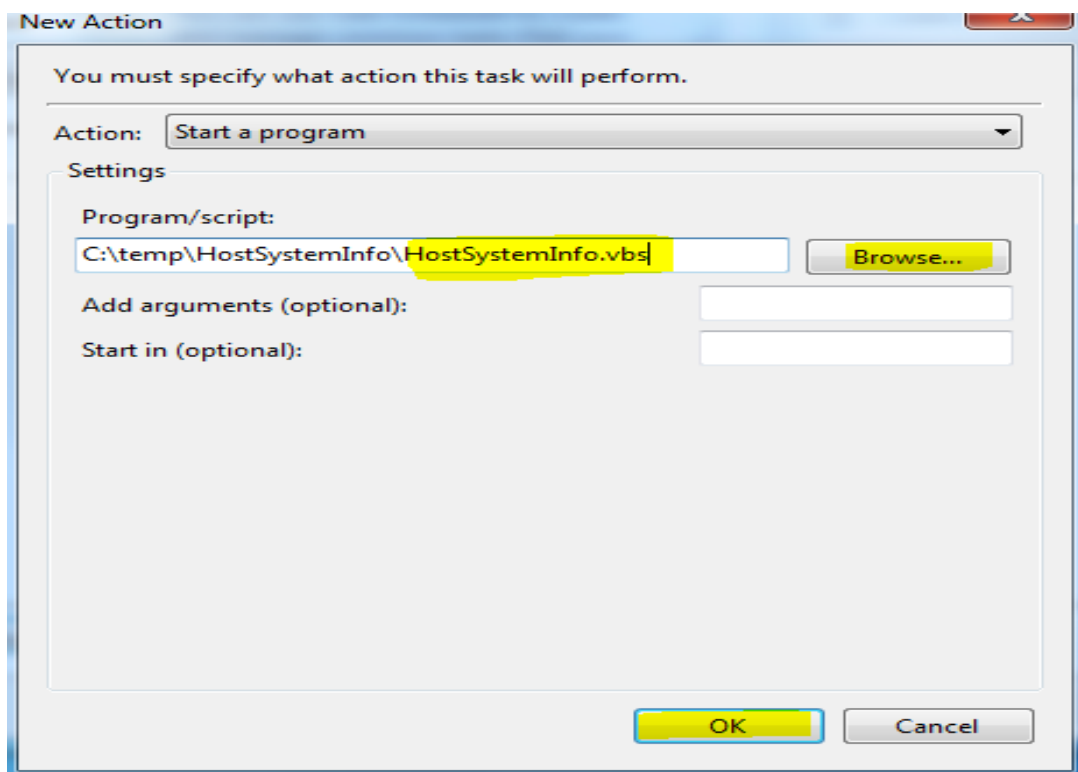 New Action
You must specify what action this task will perform.
Action: Start a program
Settings
Program/script:
C:\temp\HostSystemInfo\HostSystemInfo.vbs Browse...
Add arguments (optional):
Start in (optional):
OK Cancel